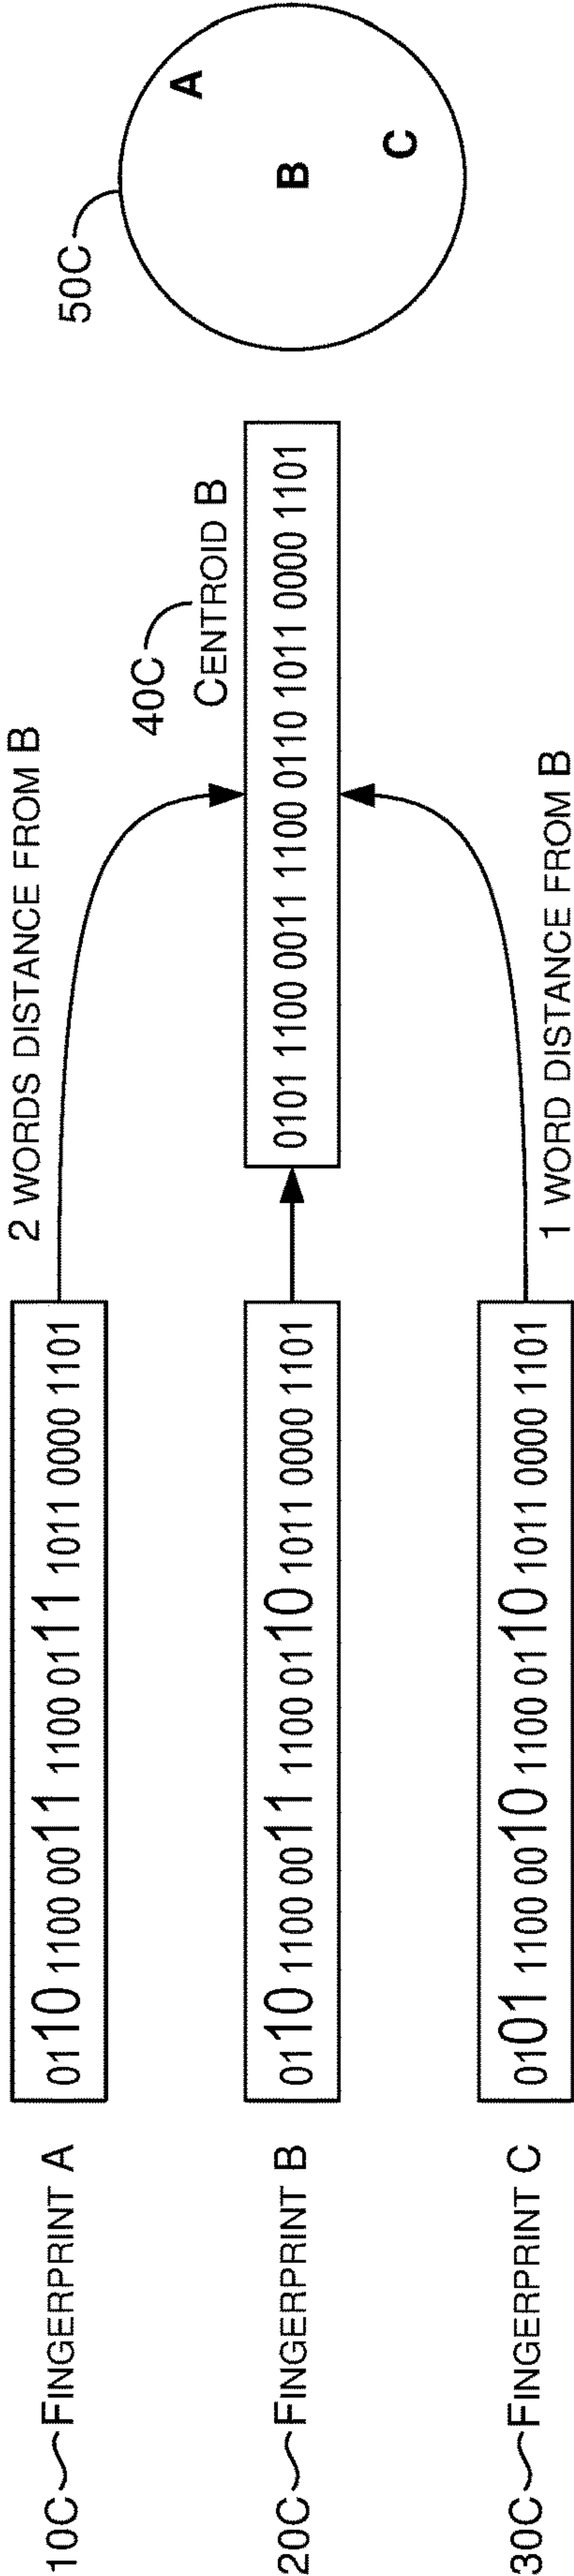 10C FINGERPRINT A
0110 1100 0011 1100 0111 1011 0000 1101
2 WORDS DISTANCE FROM B
20C FINGERPRINT B
0110 1100 0011 1100 0110 1011 0000 1101
40C
CENTROID B
0101 1100 0011 1100 0110 1011 0000 1101
30C FINGERPRINT C
0101 1100 0010 1100 0110 1011 0000 1101
1 WORD DISTANCE FROM B
50C
A
B
C